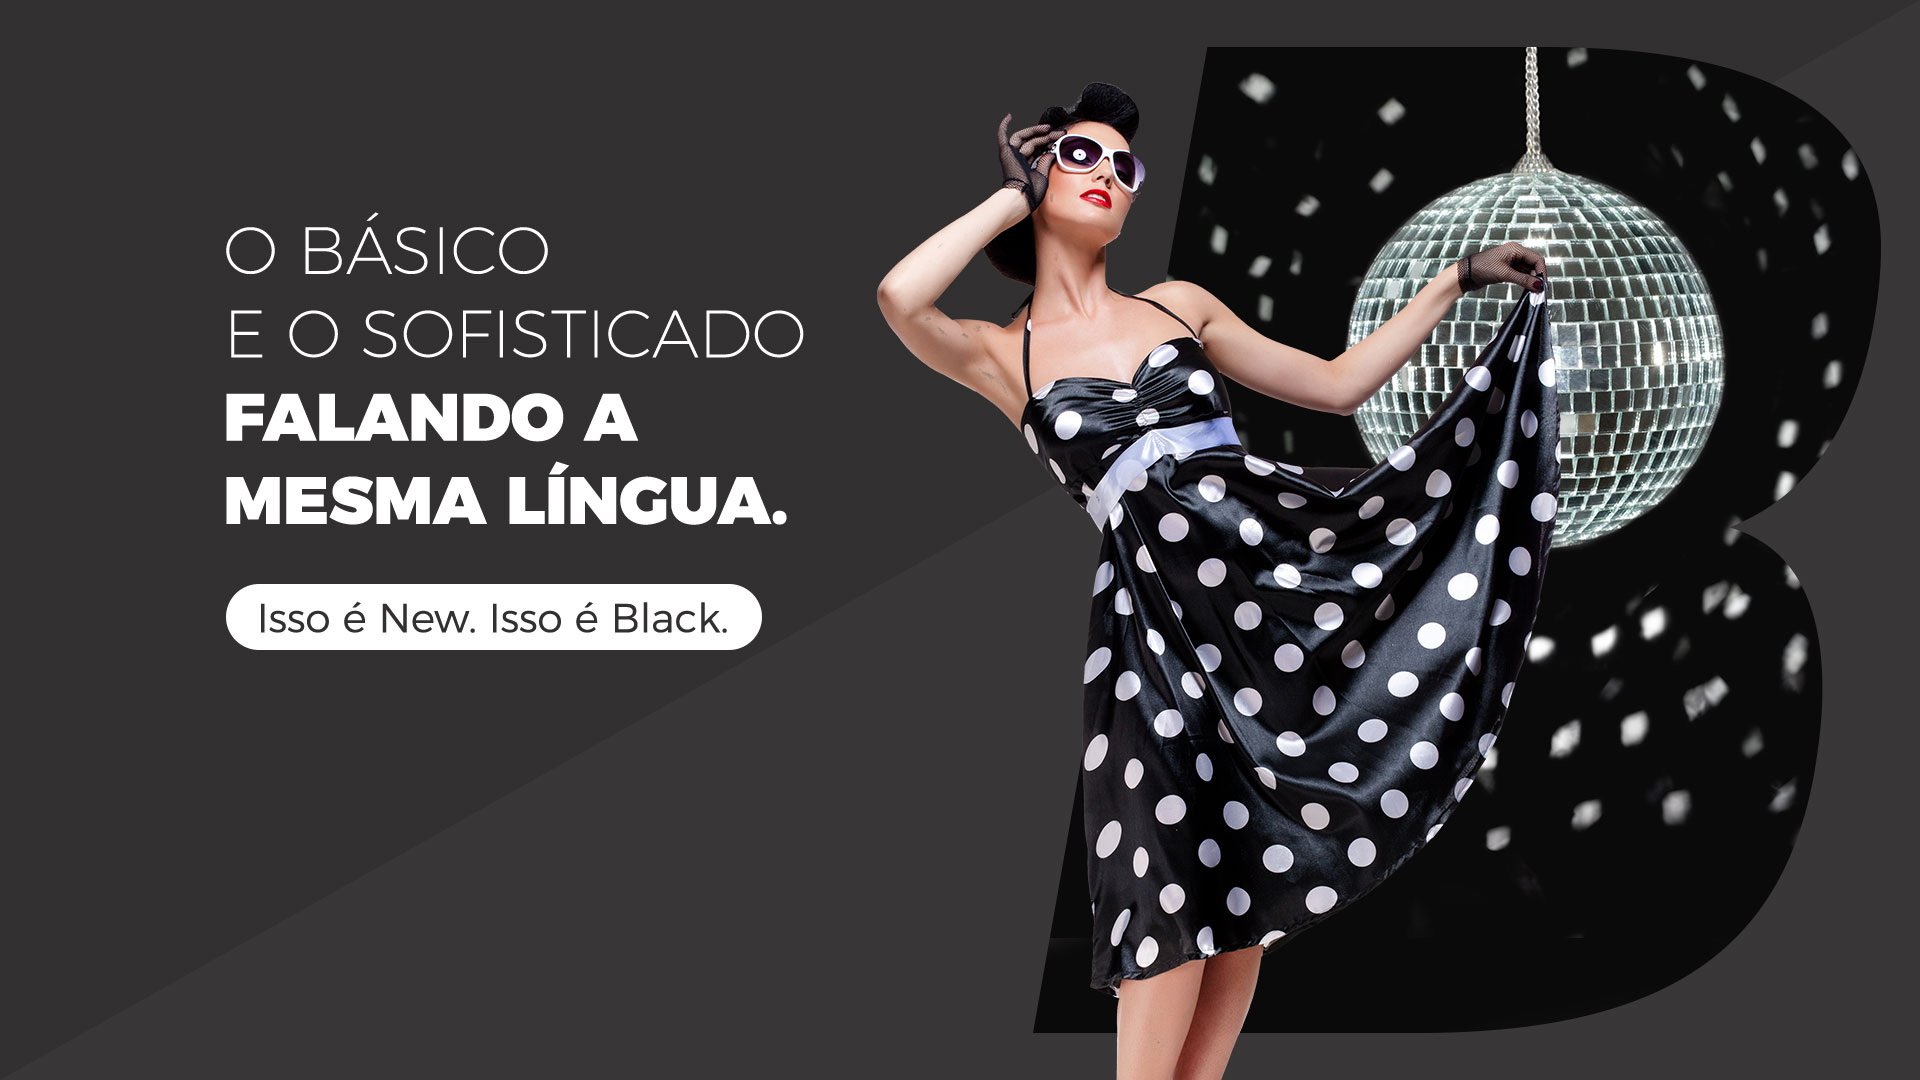 O BÁSICO
E O SOFISTICADO
FALANDO A
MESMA LÍNGUA.
Isso é New. Isso é Black.